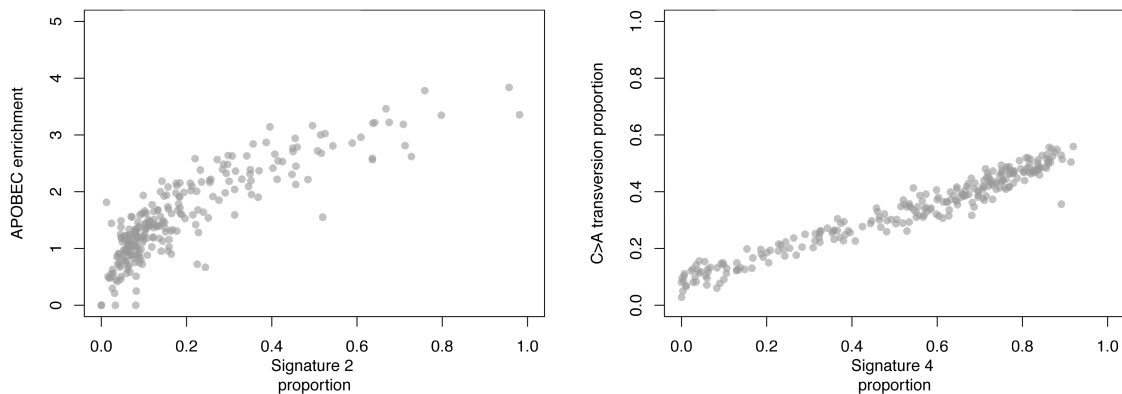 APOBEC enrichment
5
4
3
2
1
0
0.0 0.2 0.4 0.6 0.8 1.0
Signature 2
proportion
C>A transversion proportion
1.0
0.8
0.6
0.4
0.2
0.0
0.0 0.2 0.4 0.6 0.8 1.0
Signature 4
proportion